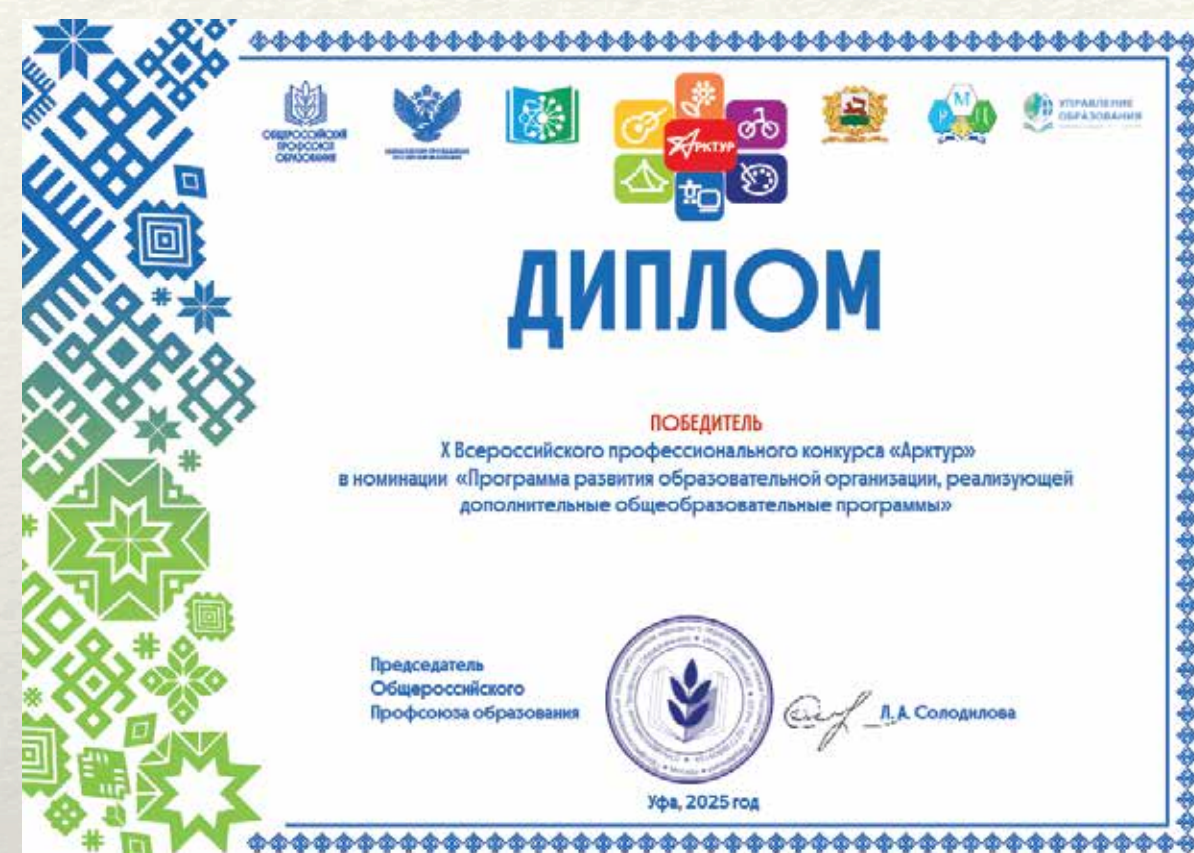 ОБЩЕРОССИЙСКИЙ
ПРОФСОЮЗ
ОБРАЗОВАНИЯ
АРКТУР
РМЦ
УПРАВЛЕНИЕ
ОБРАЗОВАНИЯ
ДИПЛОМ
ПОБЕДИТЕЛЬ
X Всероссийского профессионального конкурса «Арктур»
в номинации «Программа развития образовательной организации, реализующей
дополнительные общеобразовательные программы»
Председатель
Общероссийского
Профсоюза образования
Л.А. Солодилова
Уфа, 2025 год